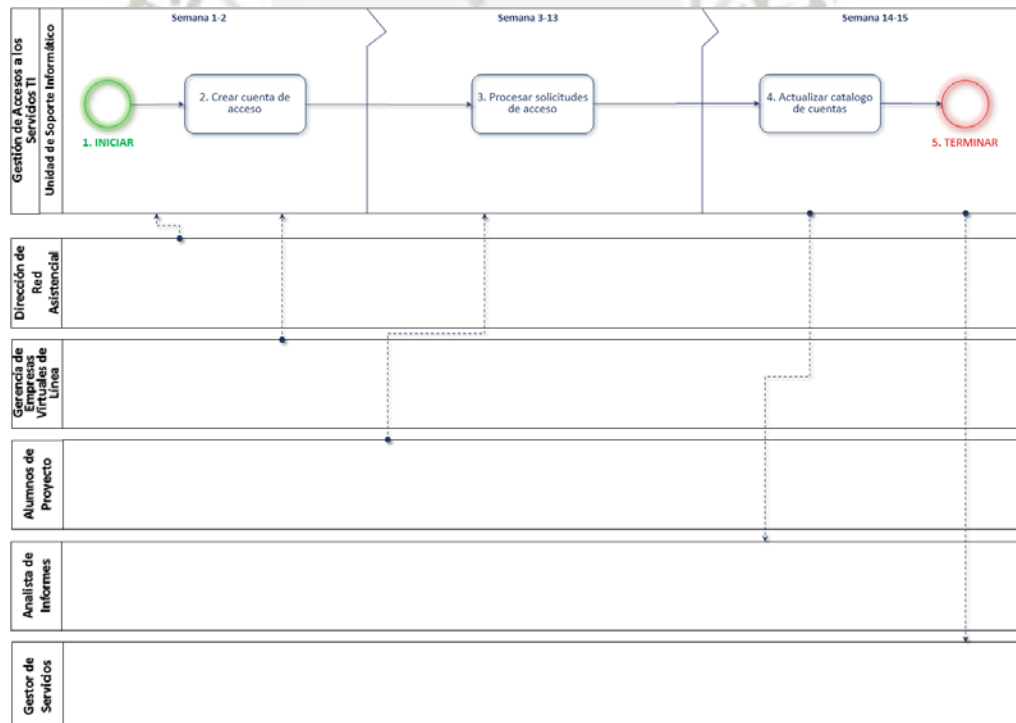 Semana 1-2
Semana 3-13
Semana 14-15
Gestión de Accesos a los
Servicios TI
Unidad de Soporte Informático
2. Crear cuenta de
acceso
3. Procesar solicitudes
de acceso
4. Actualizar catalogo
de cuentas
1. INICIAR
5. TERMINAR
Dirección de
Red
Asistencial
Gerencia de
Empresas
Virtuales de
Línea
Alumnos de
Proyecto
Analista de
Informes
Gestor de
Servicios